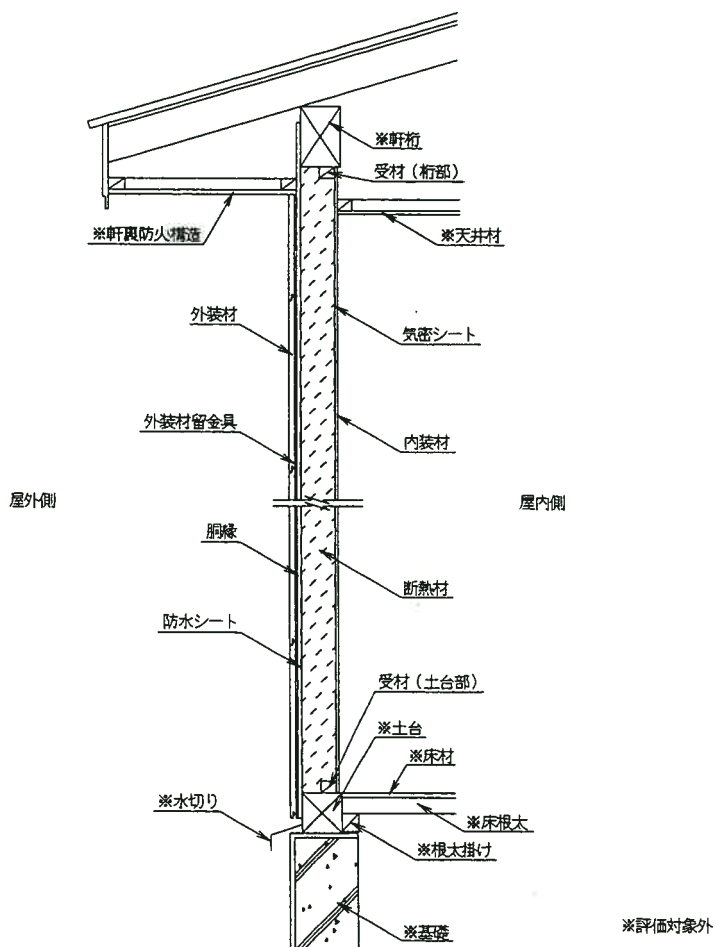 ※軒桁
受材（桁部）
※軒裏防火構造
※天井材
外装材
気密シート
外装材留金具
内装材
屋外側
屋内側
胴縁
断熱材
防水シート
受材（土台部）
※土台
※床材
※水切り
※床根太
※根太掛け
※基礎
※評価対象外